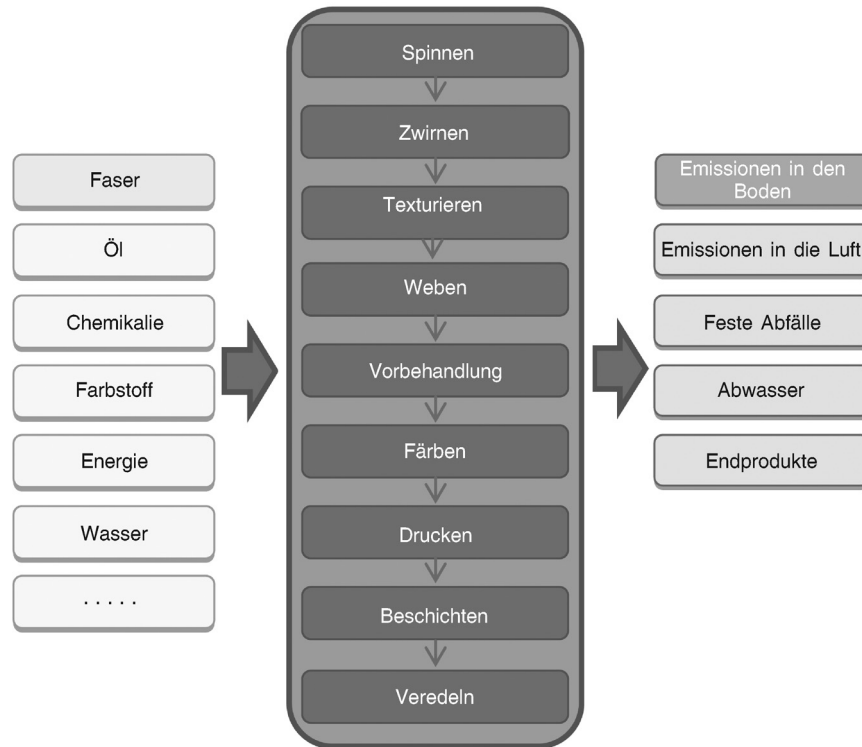 Faser
Öl
Chemikalie
Farbstoff
Energie
Wasser
. . . . .
Spinnen
Zwirnen
Texturieren
Weben
Vorbehandlung
Färben
Drucken
Beschichten
Veredeln
Emissionen in den
Boden
Emissionen in die Luft
Feste Abfälle
Abwasser
Endprodukte